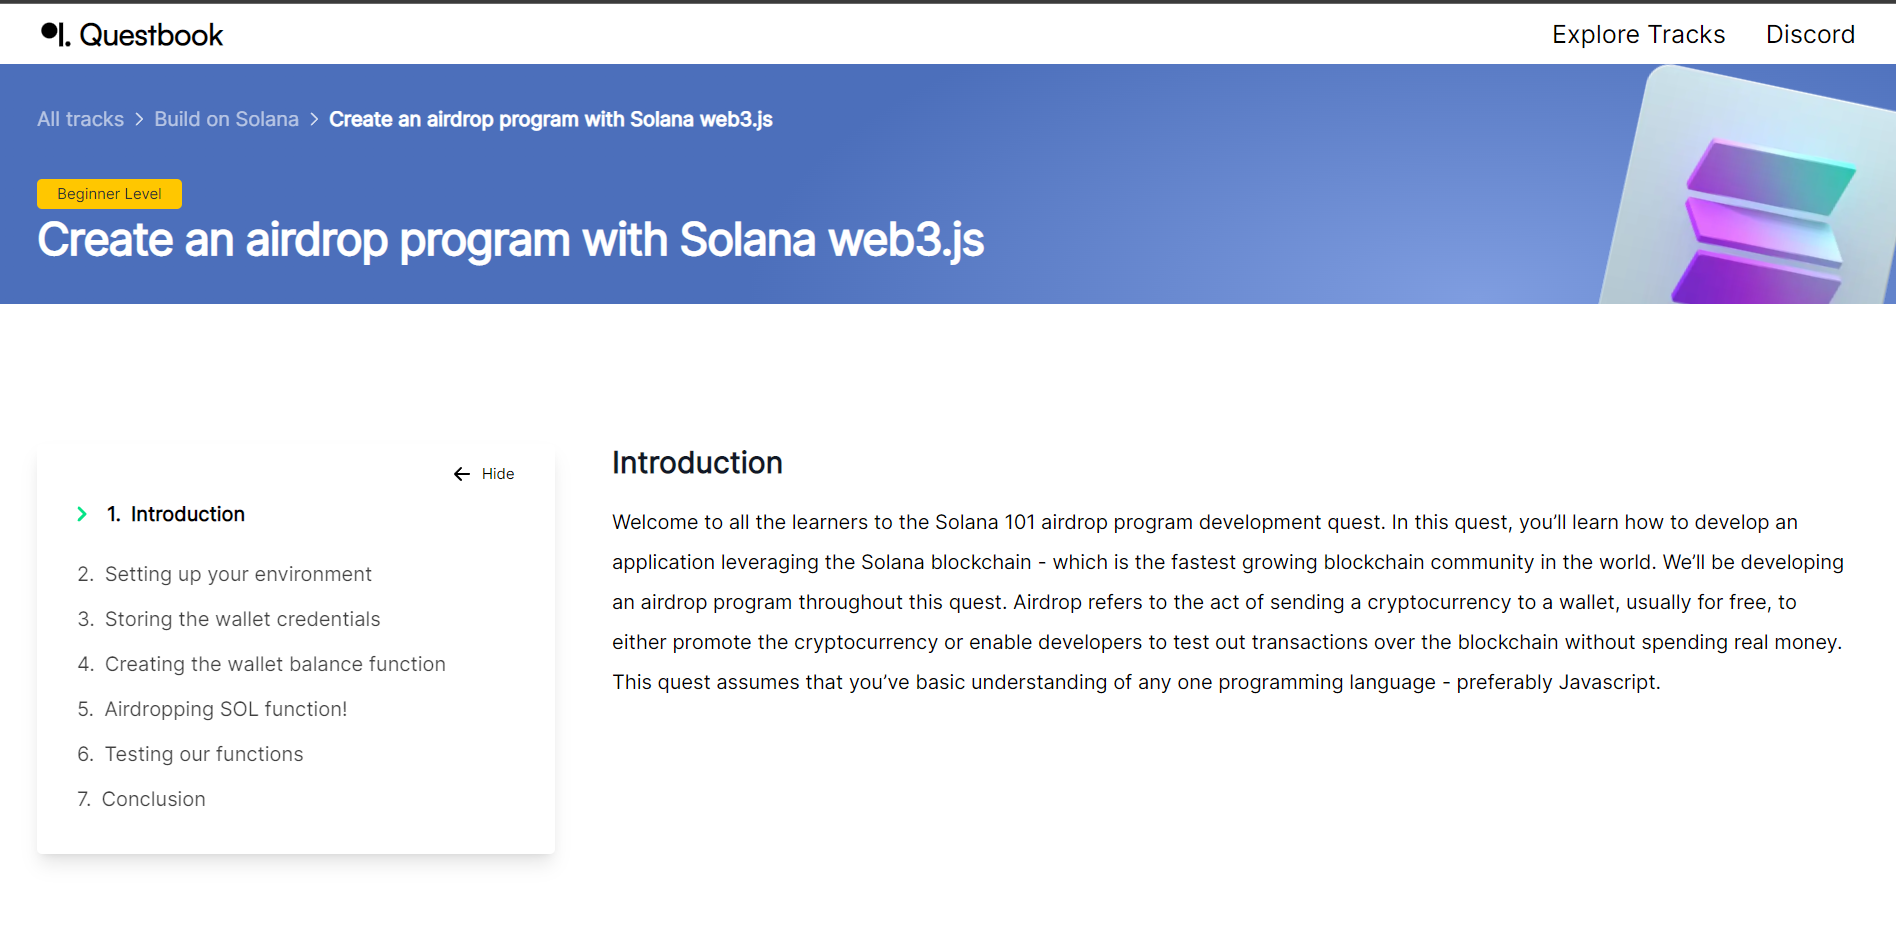 Questbook
Explore Tracks Discord
All tracks > Build on Solana > Create an airdrop program with Solana web3.js
Beginner Level
Create an airdrop program with Solana web3.js
Hide
1. Introduction
2. Setting up your environment
3. Storing the wallet credentials
4. Creating the wallet balance function
5. Airdropping SOL function!
6. Testing our functions
7. Conclusion
Introduction
Welcome to all the learners to the Solana 101 airdrop program development quest. In this quest, you’ll learn how to develop an
application leveraging the Solana blockchain - which is the fastest growing blockchain community in the world. We’ll be developing
an airdrop program throughout this quest. Airdrop refers to the act of sending a cryptocurrency to a wallet, usually for free, to
either promote the cryptocurrency or enable developers to test out transactions over the blockchain without spending real money.
This quest assumes that you’ve basic understanding of any one programming language - preferably Javascript.